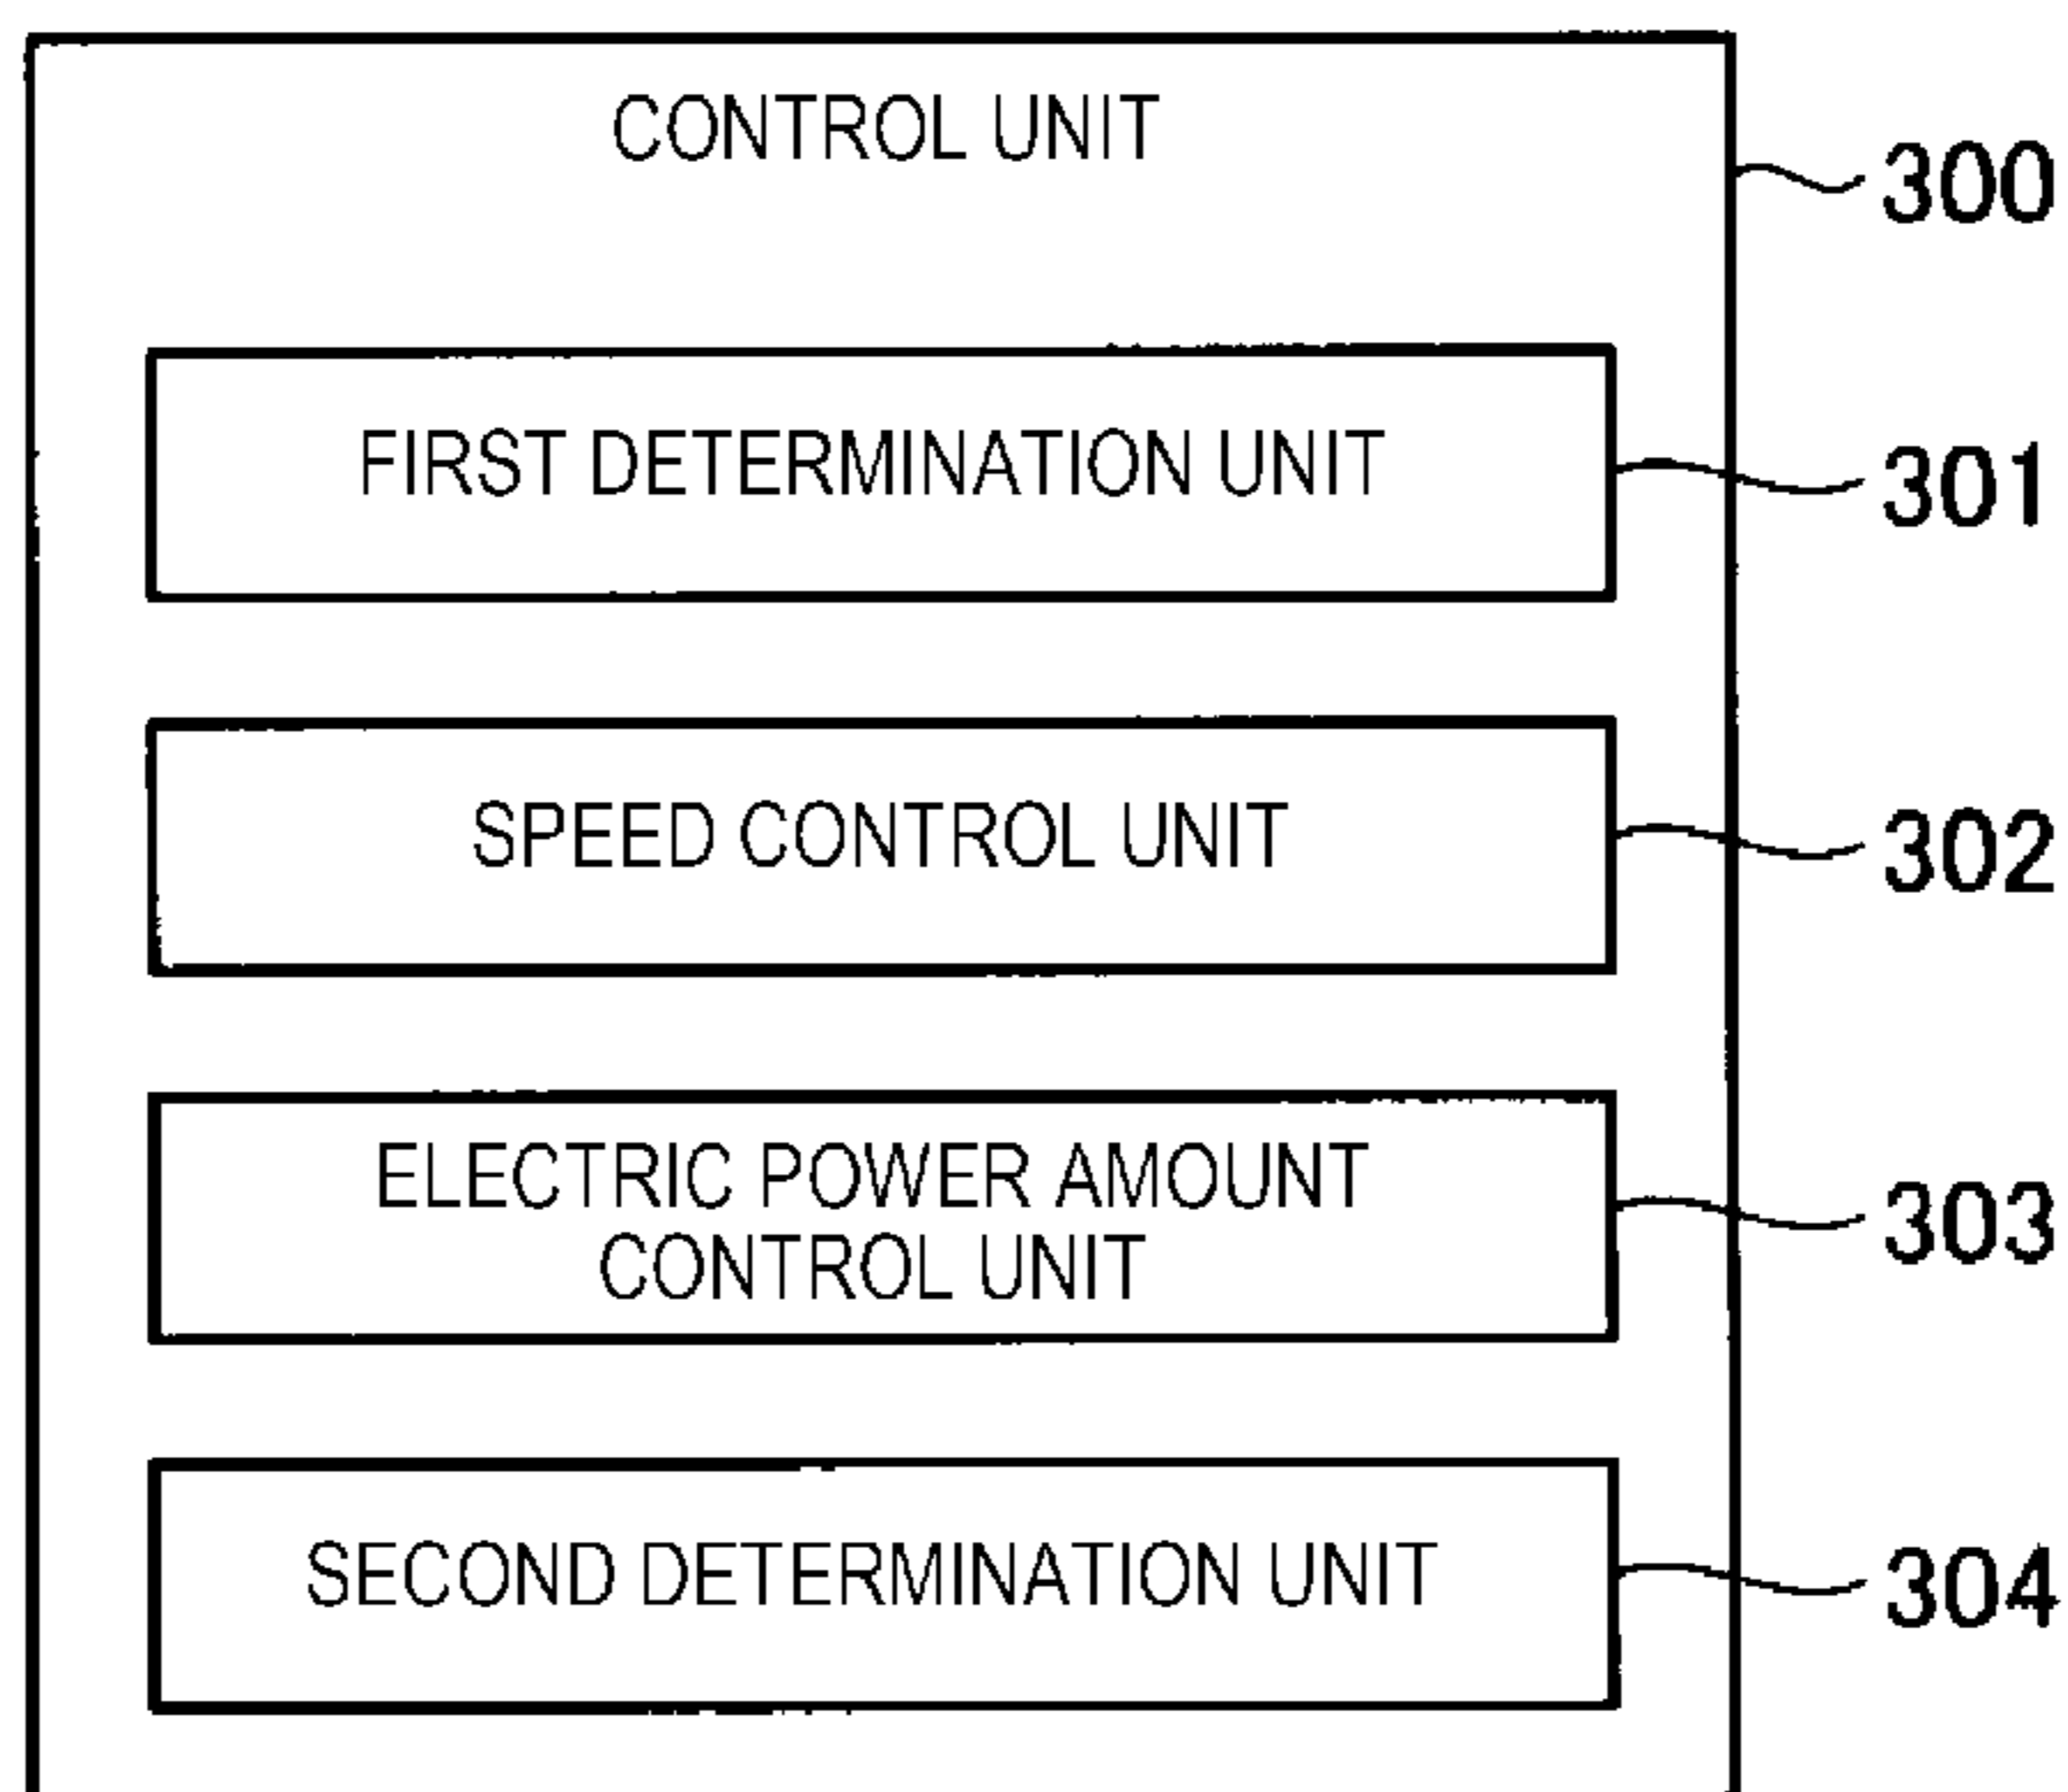 CONTROL UNIT
300
FIRST DETERMINATION UNIT
301
SPEED CONTROL UNIT
302
ELECTRIC POWER AMOUNT
CONTROL UNIT
303
SECOND DETERMINATION UNIT
304